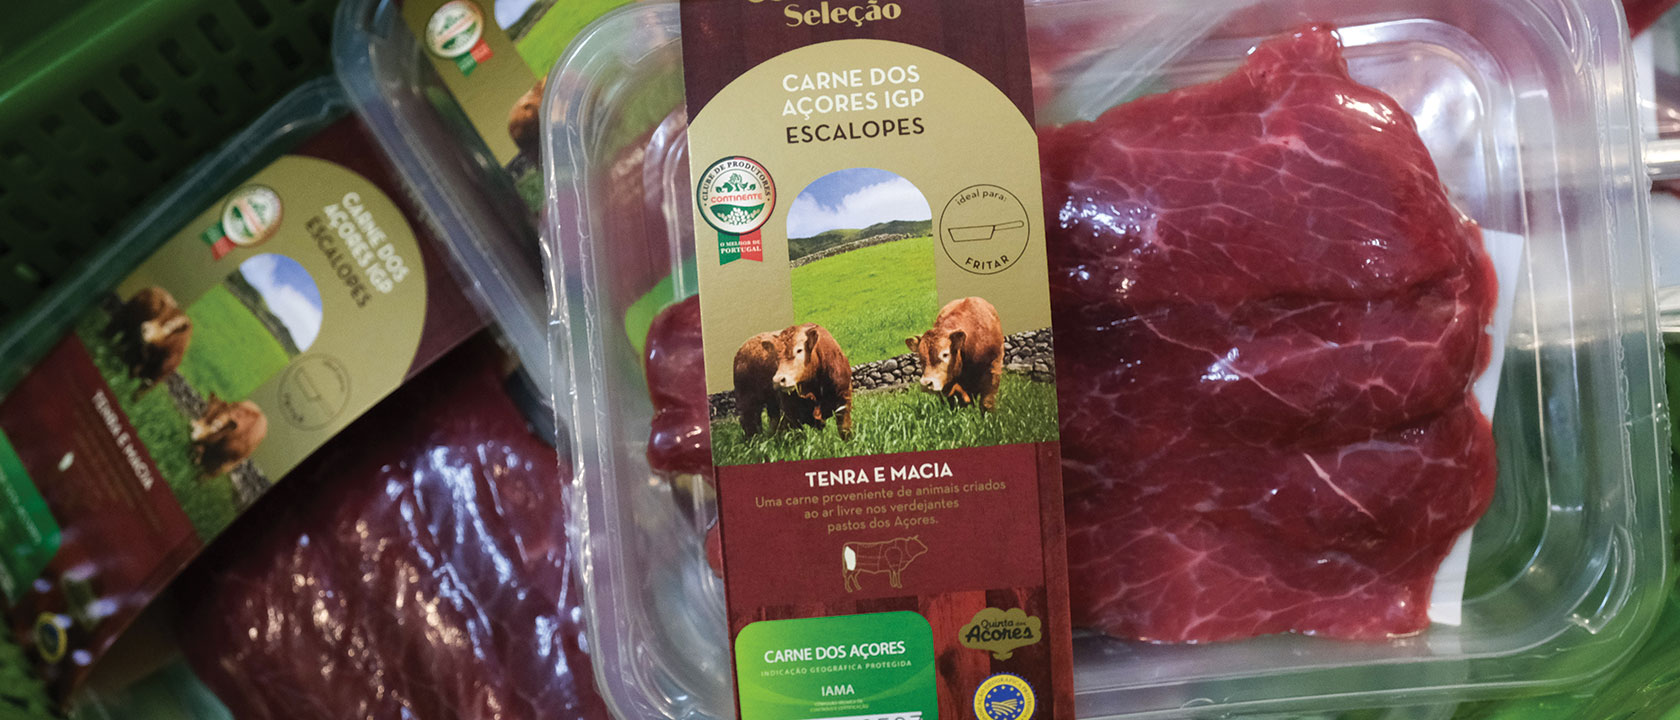 Seleção
CARNE DOS
AÇORES IGP
ESCALOPES
CLUBE DE PRODUTORES
CONTINENTE
O MELHOR DE
PORTUGAL
ideal para:
FRITAR
TENRA E MACIA
Uma carne proveniente de animais criados
ao ar livre nos verdejantes
pastos dos Açores.
CARNE DOS AÇORES
INDICAÇÃO GEOGRÁFICA PROTEGIDA
IAMA
Quinta dos
Açores
CARNE DOS
AÇORES IGP
ESCALOPES
TENRA E MACIA